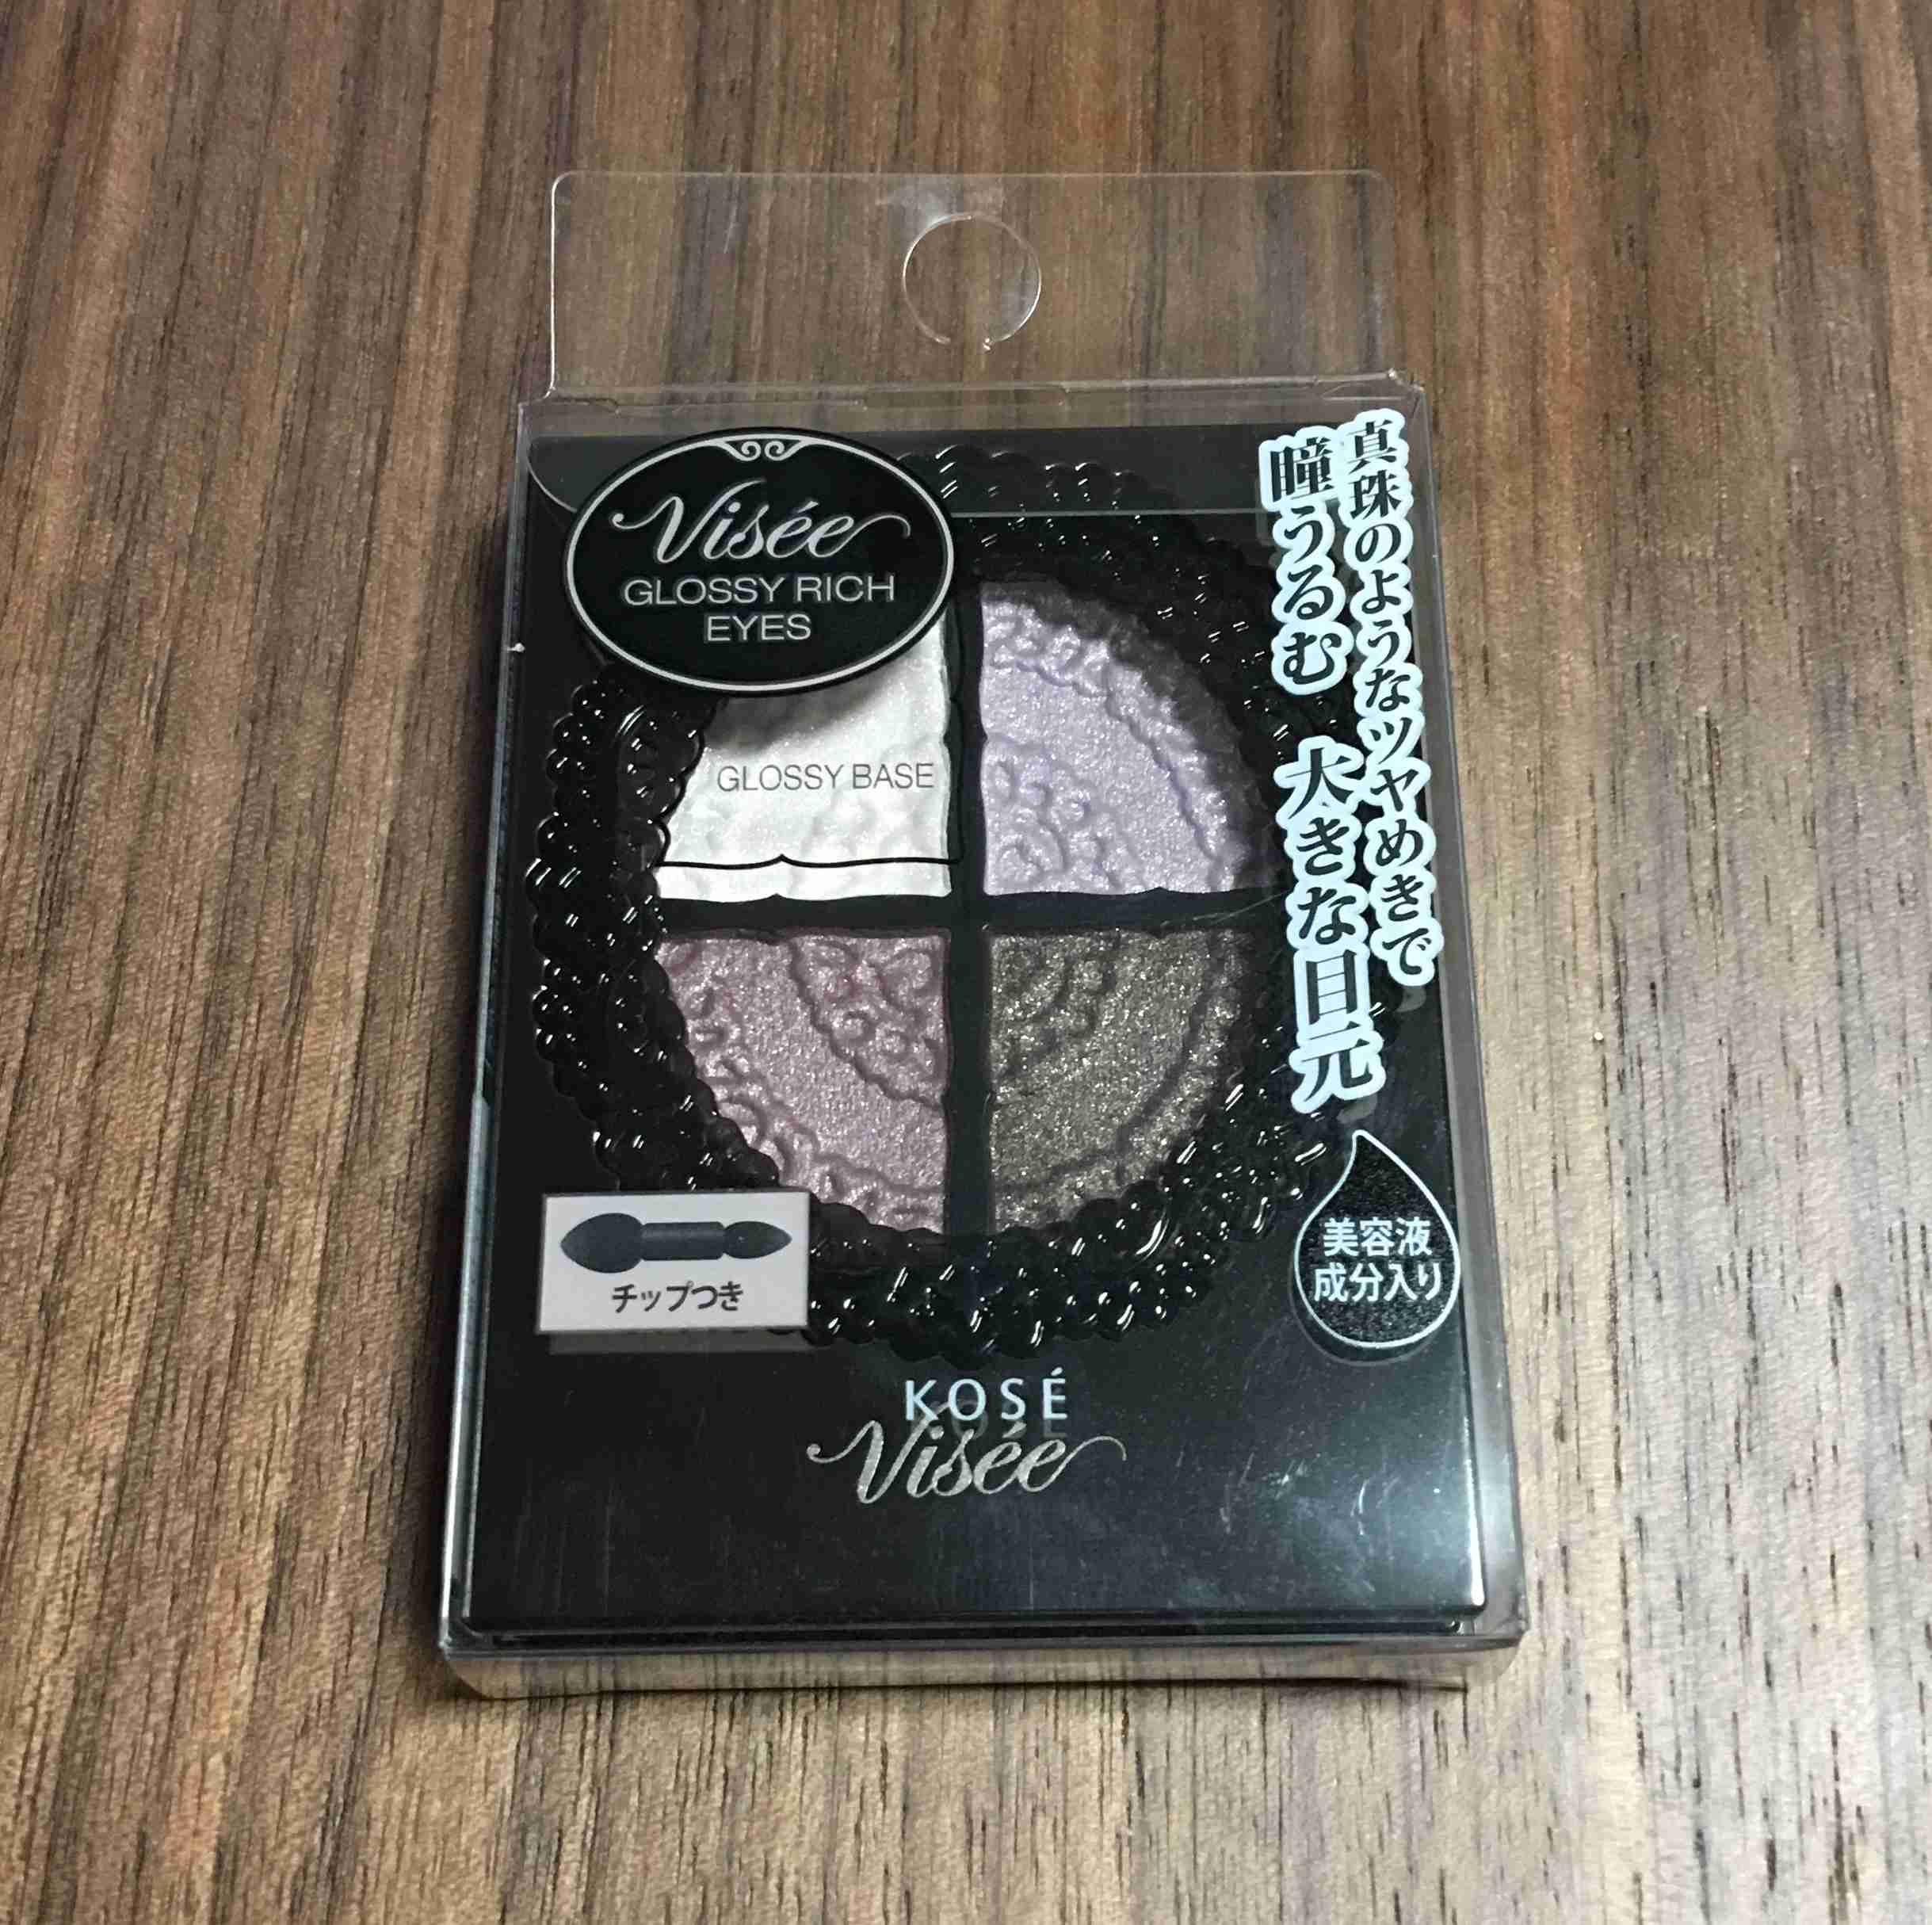 Visée
GLOSSY RICH
EYES
真珠のようなツヤめきで
瞳うるむ 大きな目元
GLOSSY BASE
美容液
成分入り
チップつき
KOSÉ
Visée